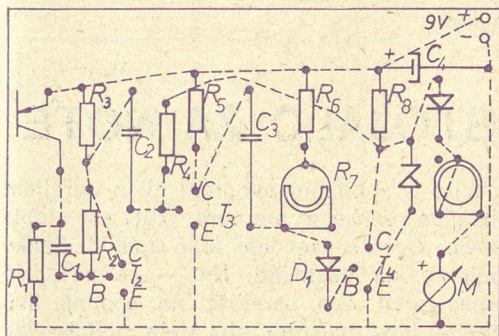 9V +
-
+
C4
R3
R5
R6
R8
C2
C3
R4
R7
C
T3
E
R1
C1
R2
C
T2
B
E
D1
C
T4
B
E
+
M